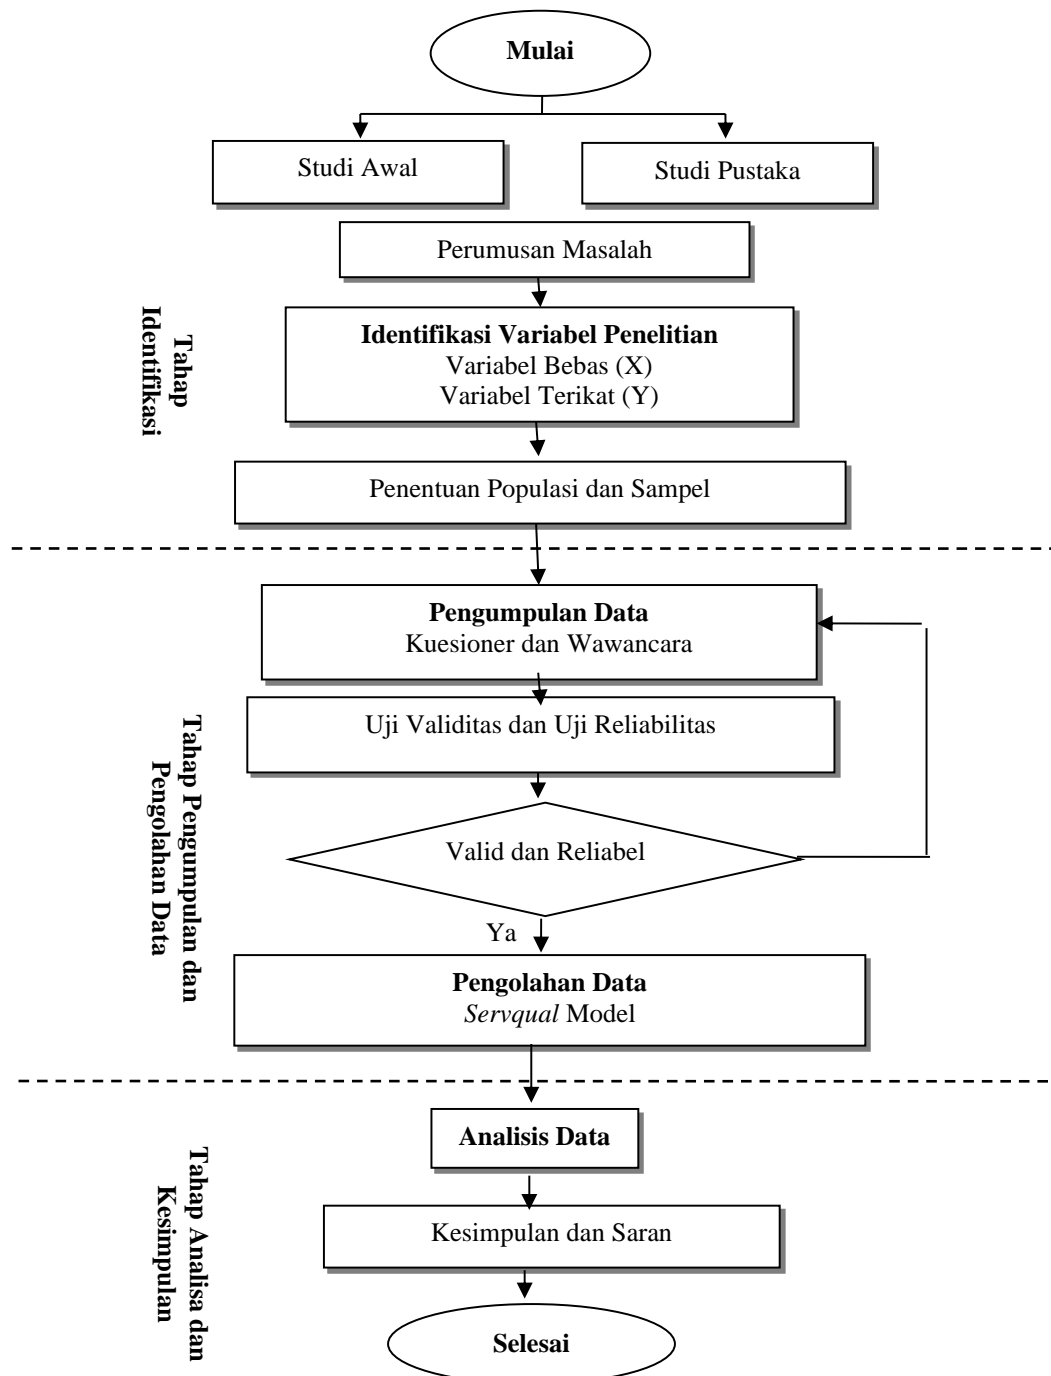 Mulai
Studi Awal
Studi Pustaka
Perumusan Masalah
Tahap
Identifikasi
Identifikasi Variabel Penelitian
Variabel Bebas (X)
Variabel Terikat (Y)
Penentuan Populasi dan Sampel
Pengumpulan Data
Kuesioner dan Wawancara
Tahap Pengumpulan dan
Pengolahan Data
Uji Validitas dan Uji Reliabilitas
Valid dan Reliabel
Ya
Pengolahan Data
Servqual Model
Analisis Data
Tahap Analisa dan
Kesimpulan
Kesimpulan dan Saran
Selesai